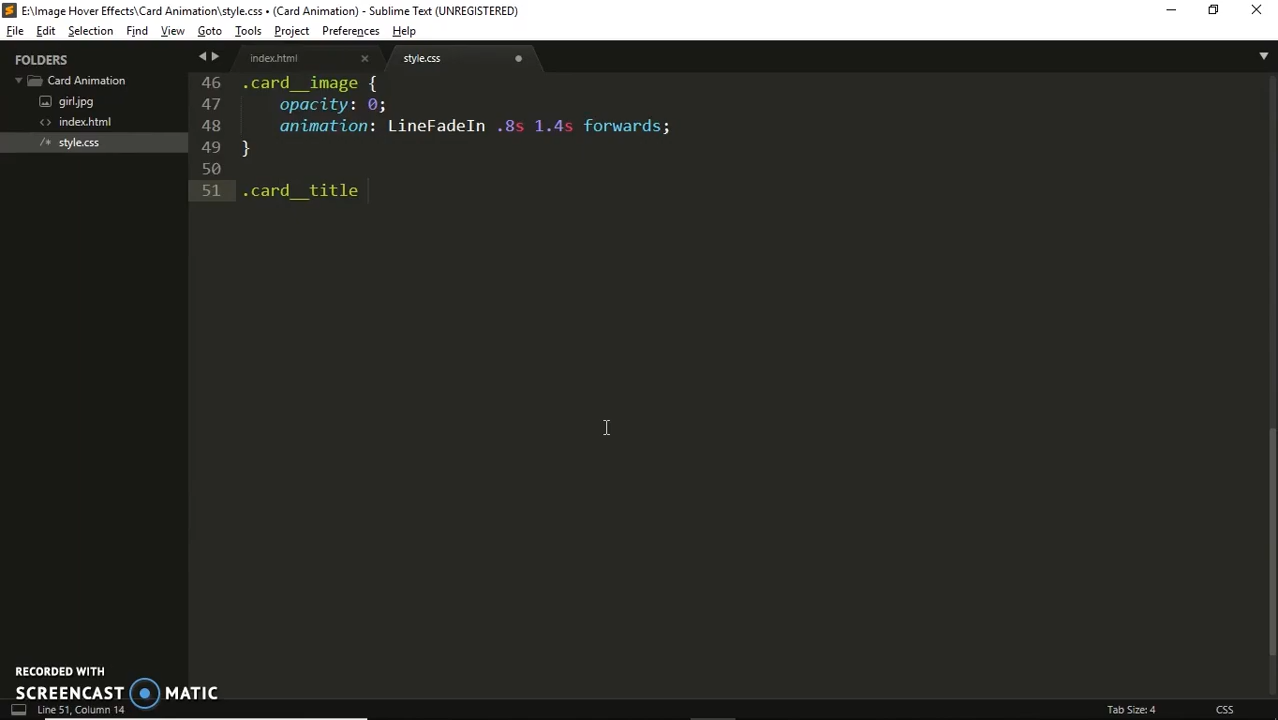 E:\Image Hover Effects\Card Animation\style.css • (Card Animation) - Sublime Text (UNREGISTERED)
File Edit Selection Find View Goto Tools Project Preferences Help
FOLDERS
Card Animation
girl.jpg
<> index.html
/* style.css
index.html × style.css
46 .card__image {
47 opacity: 0;
48 animation: LineFadeIn .8s 1.4s forwards;
49 }
50
51 .card__title
RECORDED WITH
SCREENCAST MATIC
Line 51, Column 14 Tab Size: 4 CSS